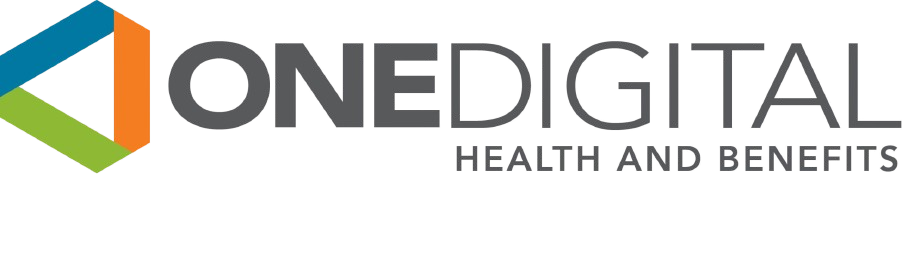 ONEDIGITAL
HEALTH AND BENEFITS